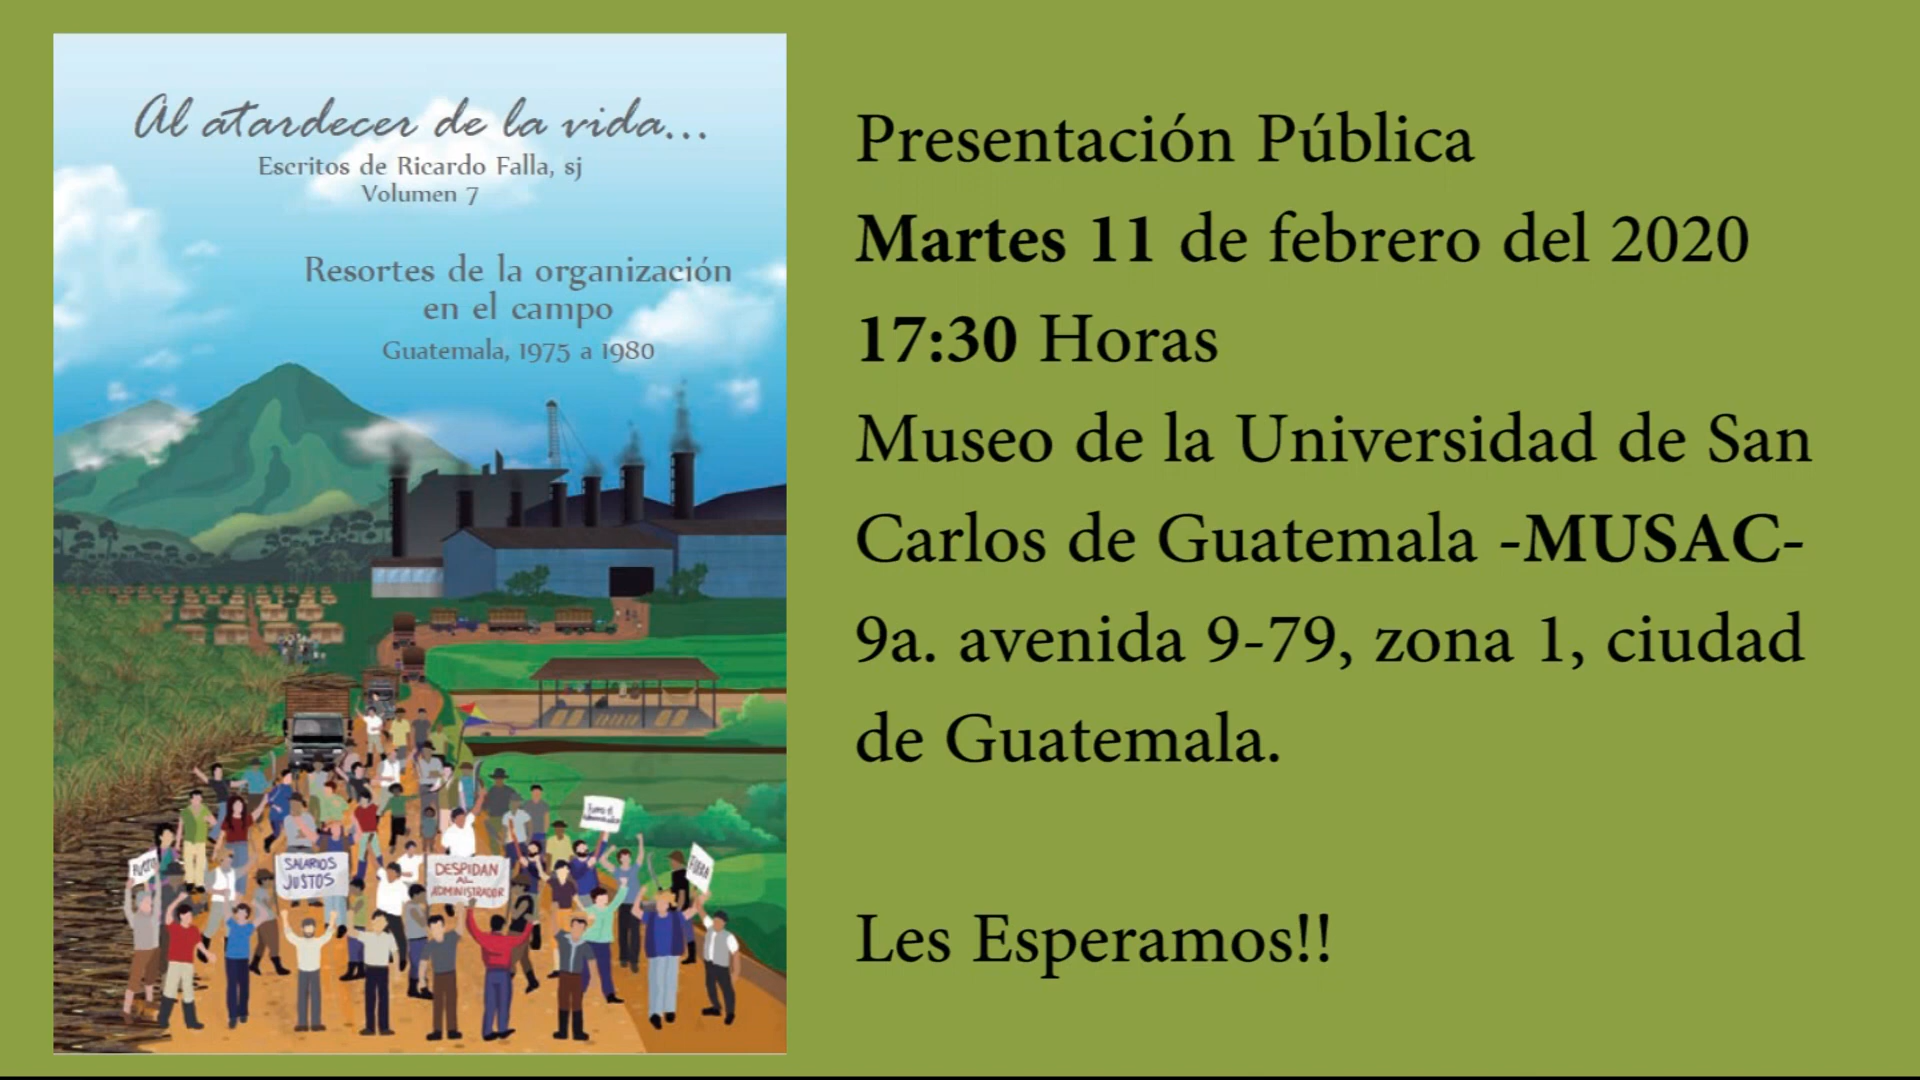 Al atardecer de la vida...
Escritos de Ricardo Falla, sj
Volumen 7
Resortes de la organización
en el campo
Guatemala, 1975 a 1980
SALARIOS
JUSTOS
DESPIDAN
AL
ADMINISTRADOR
FUERA
Presentación Pública
Martes 11 de febrero del 2020
17:30 Horas
Museo de la Universidad de San
Carlos de Guatemala -MUSAC-
9a. avenida 9-79, zona 1, ciudad
de Guatemala.
Les Esperamos!!